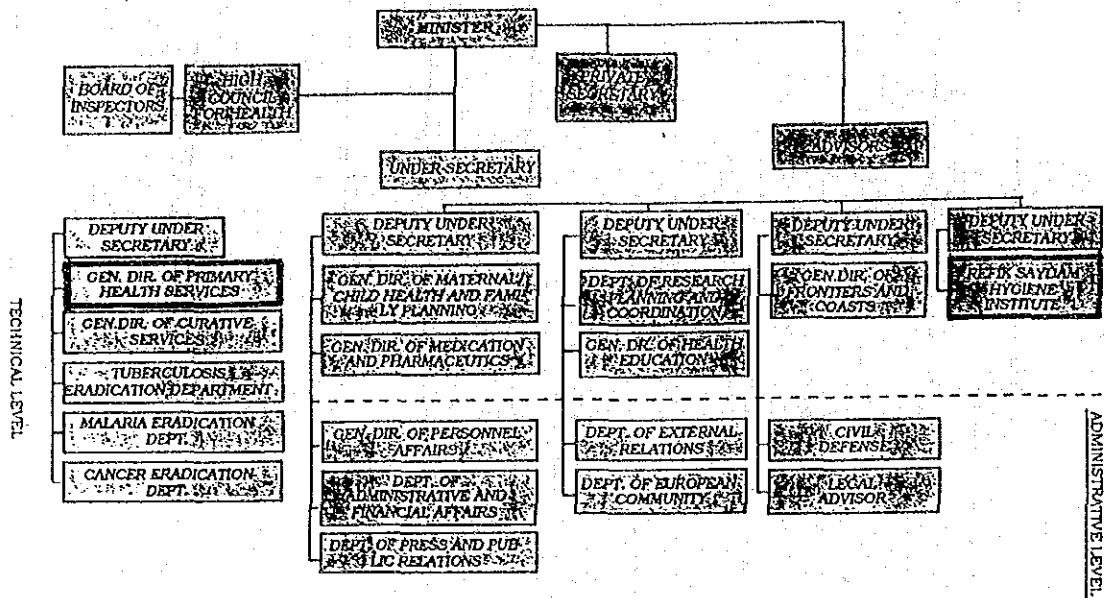 MINISTER
PRIVATE
SECRETARY
BOARD OF
INSPECTORS
HIGH
COUNCIL
FOR HEALTH
ADVISORS
UNDER SECRETARY
DEPUTY UNDER
SECRETARY
GEN. DIR. OF PRIMARY
HEALTH SERVICES
GEN. DIR. OF CURATIVE
SERVICES
TUBERCULOSIS
ERADICATION DEPARTMENT
MALARIA ERADICATION
DEPT.
CANCER ERADICATION
DEPT.
DEPUTY UNDER
SECRETARY
GEN. DIR. OF MATERNAL/
CHILD HEALTH AND FAMI
LY PLANNING
GEN. DIR. OF MEDICATION
AND PHARMACEUTICS
GEN. DIR. OF PERSONNEL
AFFAIRS
DEPT. OF
ADMINISTRATIVE AND
FINANCIAL AFFAIRS
DEPT. OF PRESS AND PUB
LIC RELATIONS
DEPUTY UNDER
SECRETARY
DEPT. OF RESEARCH
PLANNING AND
COORDINATION
GEN. DIR. OF HEALTH
EDUCATION
DEPT. OF EXTERNAL
RELATIONS
DEPT. OF EUROPEAN
COMMUNITY
DEPUTY UNDER
SECRETARY
GEN. DIR. OF
FRONTIERS AND
COASTS
CIVIL
DEFENSE
LEGAL
ADVISOR
DEPUTY UNDER
SECRETARY
REFIK SAYDAM
HYGIENE
INSTITUTE
TECHNICAL LEVEL
ADMINISTRATIVE LEVEL